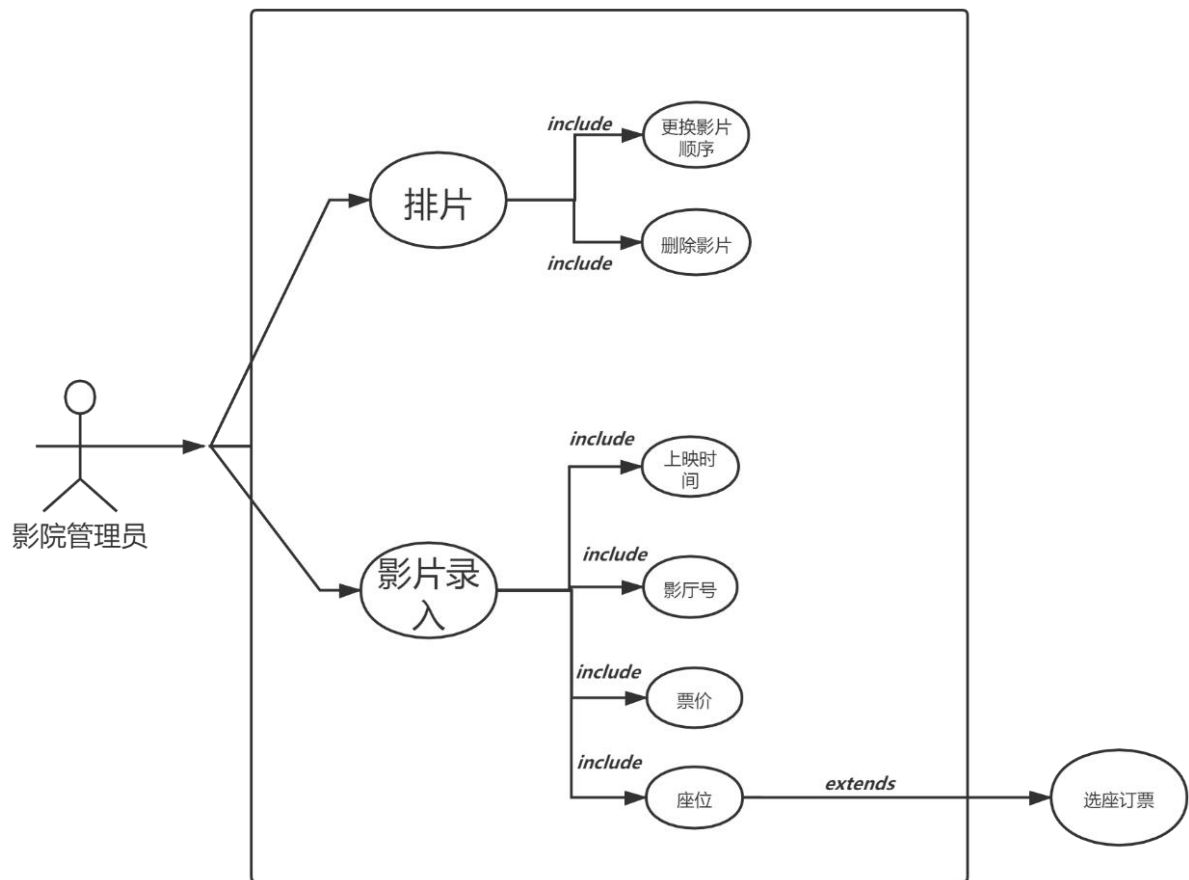 include
更换影片
顺序
排片
删除影片
include
影院管理员
include
上映时
间
影片录
入
include
影厅号
include
票价
include
座位
extends
选座订票